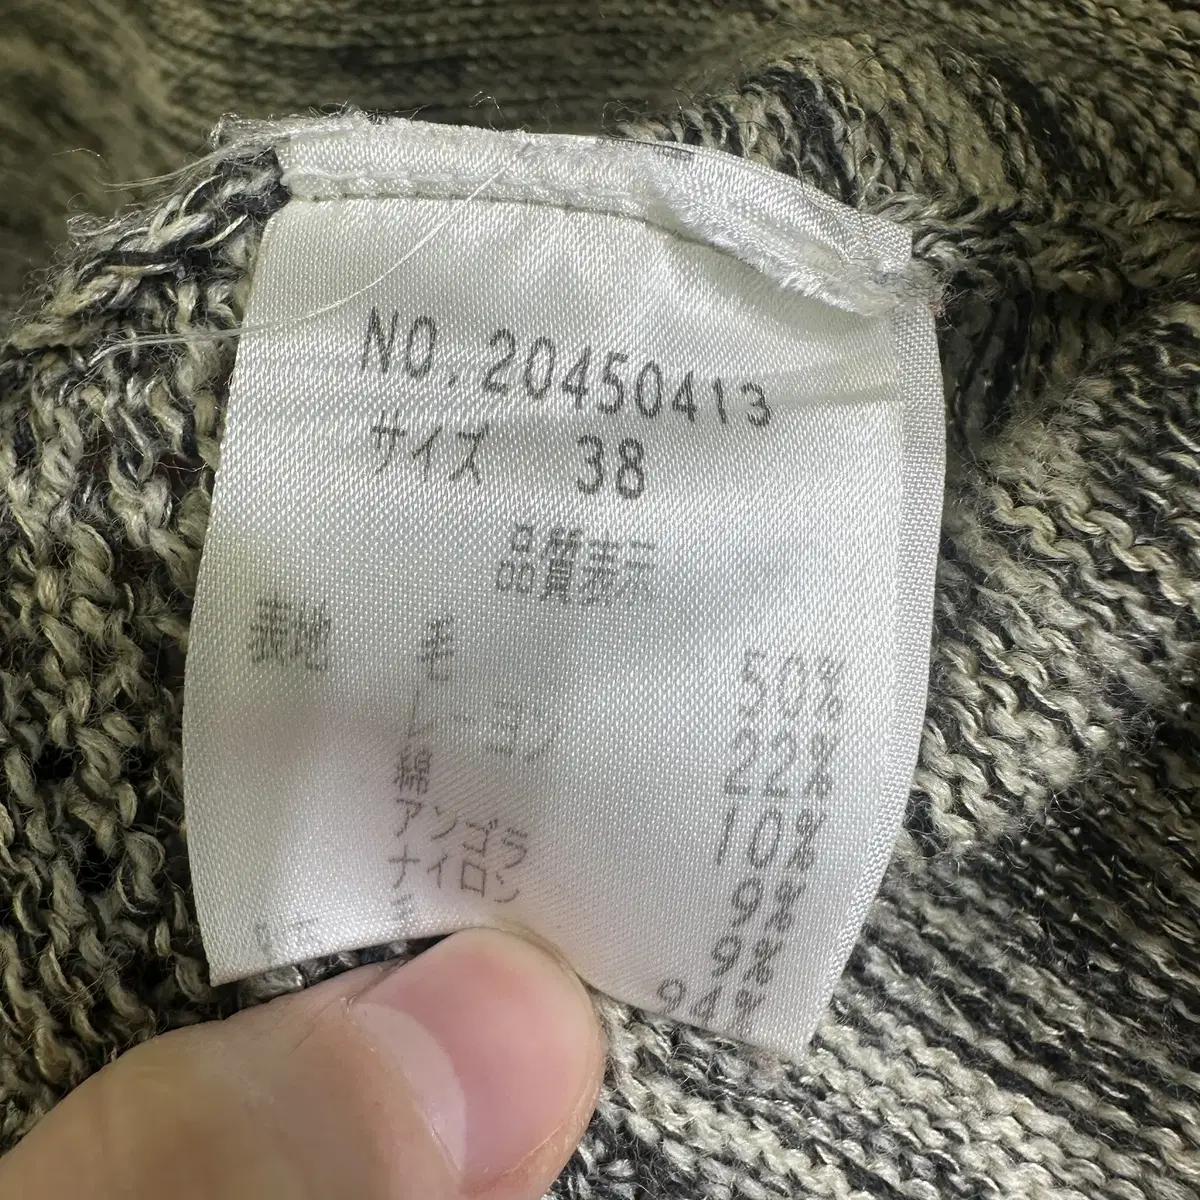 NO. 20450413
サイズ 38
品質表示
表地 毛 50%
レーヨン 22%
綿 10%
アンゴラ 9%
ナイロン 9%
94%